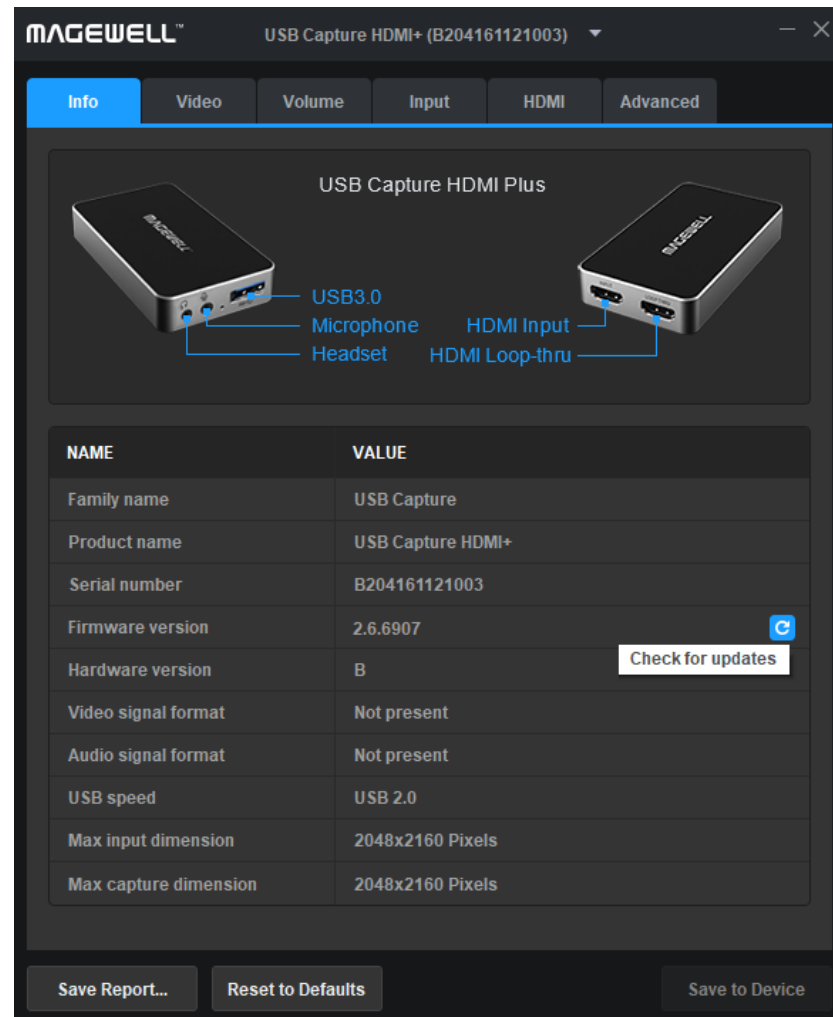 MAGEWELL™ USB Capture HDMI+ (B204161121003)
Info Video Volume Input HDMI Advanced
USB Capture HDMI Plus
MAGEWELL MAGEWELL
USB3.0
Microphone HDMI Input
Headset HDMI Loop-thru
NAME VALUE
Family name USB Capture
Product name USB Capture HDMI+
Serial number B204161121003
Firmware version 2.6.6907
Check for updates
Hardware version B
Video signal format Not present
Audio signal format Not present
USB speed USB 2.0
Max input dimension 2048x2160 Pixels
Max capture dimension 2048x2160 Pixels
Save Report... Reset to Defaults Save to Device